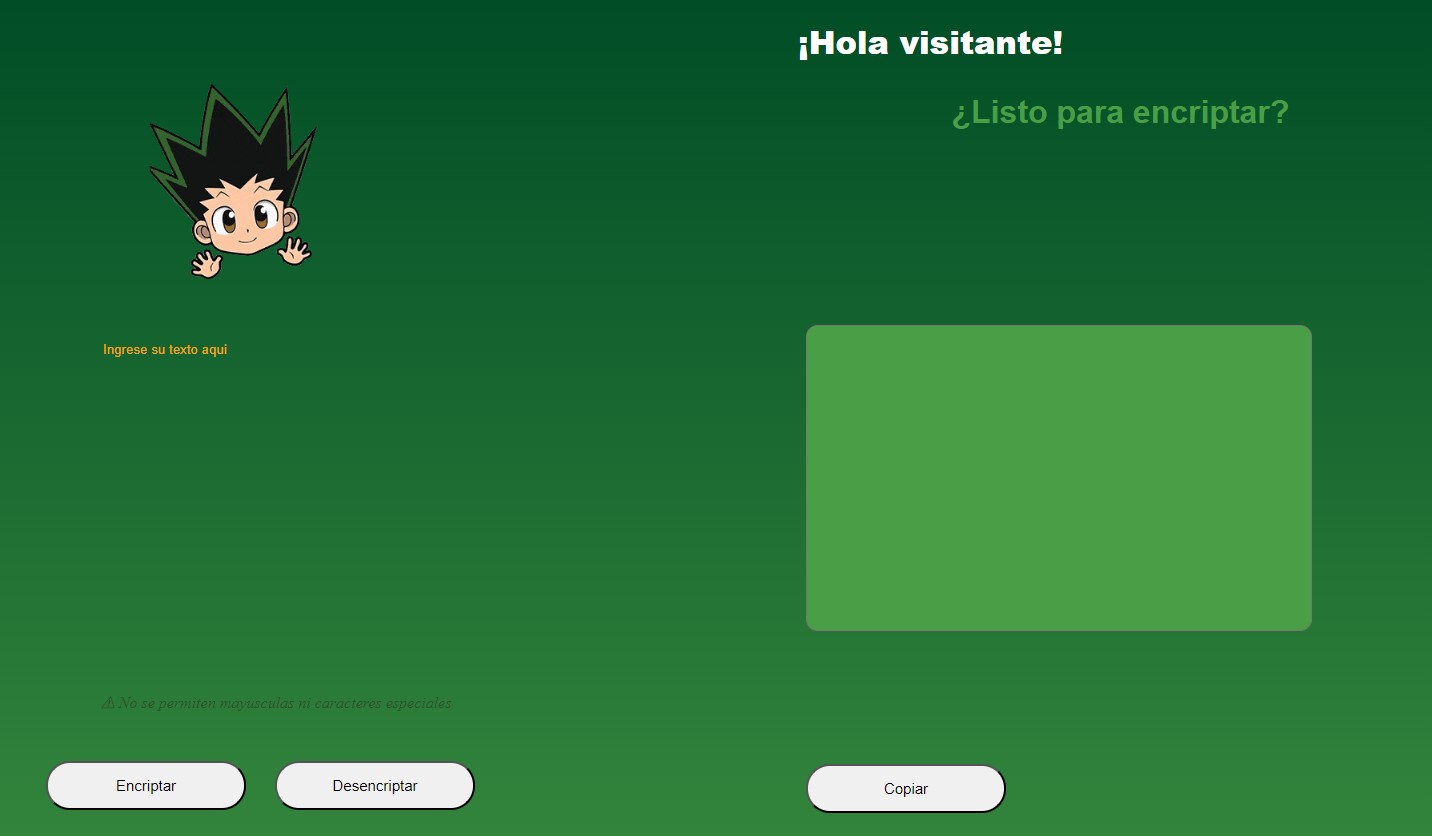 ¡Hola visitante!
¿Listo para encriptar?
Ingrese su texto aqui
⚠ No se permiten mayusculas ni caracteres especiales
Encriptar
Desencriptar
Copiar